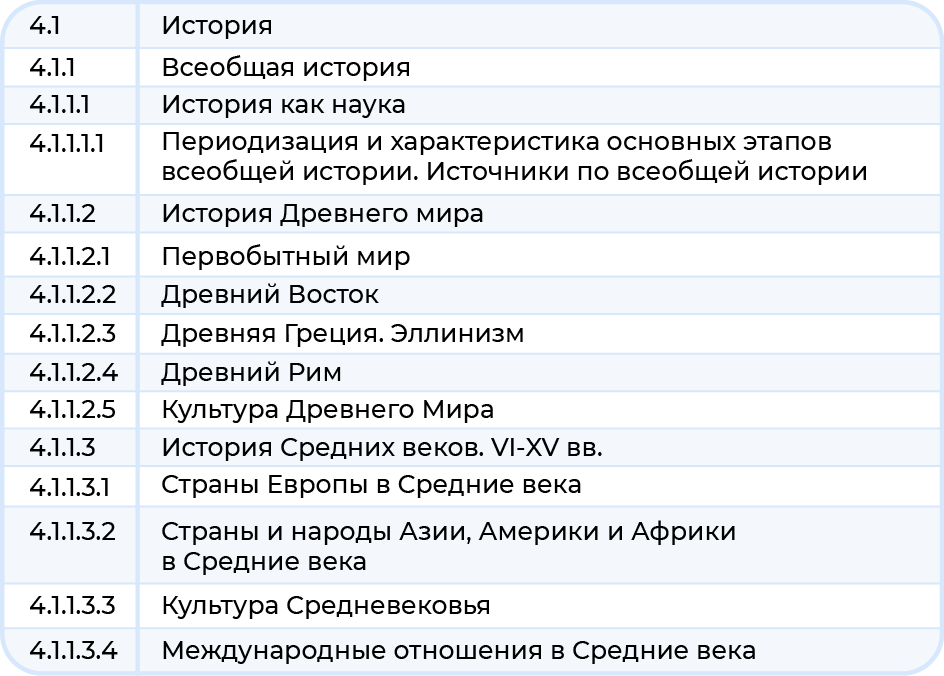 4.1 История
4.1.1 Всеобщая история
4.1.1.1 История как наука
4.1.1.1.1 Периодизация и характеристика основных этапов
всеобщей истории. Источники по всеобщей истории
4.1.1.2 История Древнего мира
4.1.1.2.1 Первобытный мир
4.1.1.2.2 Древний Восток
4.1.1.2.3 Древняя Греция. Эллинизм
4.1.1.2.4 Древний Рим
4.1.1.2.5 Культура Древнего Мира
4.1.1.3 История Средних веков. VI-XV вв.
4.1.1.3.1 Страны Европы в Средние века
4.1.1.3.2 Страны и народы Азии, Америки и Африки
в Средние века
4.1.1.3.3 Культура Средневековья
4.1.1.3.4 Международные отношения в Средние века